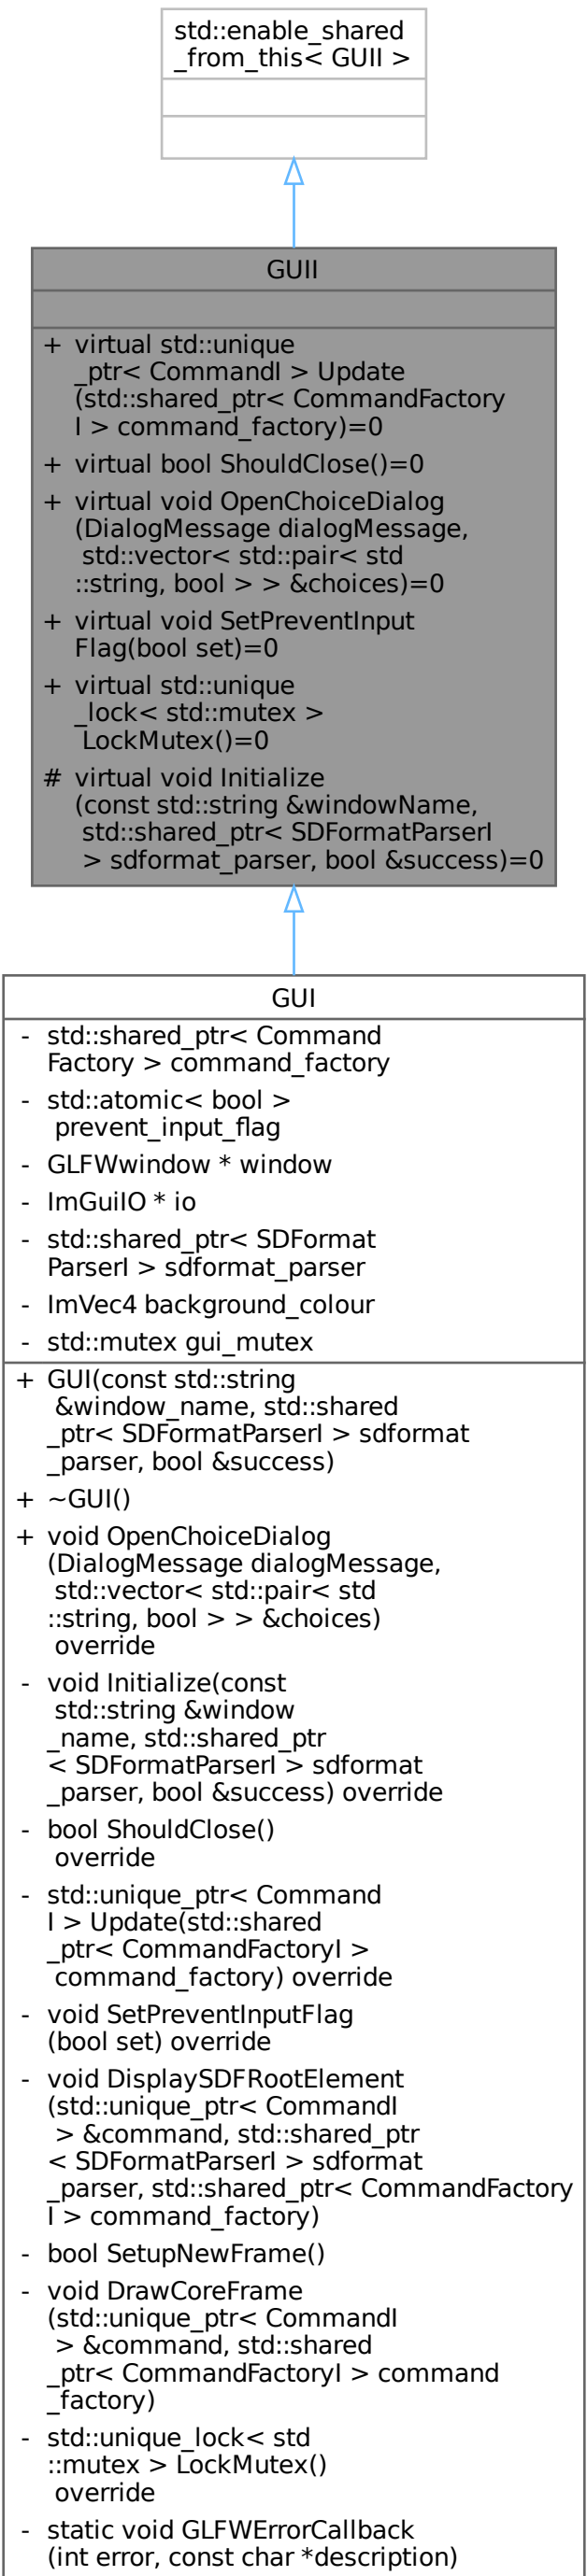 std::enable_shared
_from_this< GUII >
GUII
+ virtual std::unique
_ptr< CommandI > Update
(std::shared_ptr< CommandFactory
I > command_factory)=0
+ virtual bool ShouldClose()=0
+ virtual void OpenChoiceDialog
(DialogMessage dialogMessage,
std::vector< std::pair< std
::string, bool > > &choices)=0
+ virtual void SetPreventInput
Flag(bool set)=0
+ virtual std::unique
_lock< std::mutex >
LockMutex()=0
# virtual void Initialize
(const std::string &windowName,
std::shared_ptr< SDFormatParserI
> sdformat_parser, bool &success)=0
GUI
- std::shared_ptr< Command
Factory > command_factory
- std::atomic< bool >
prevent_input_flag
- GLFWwindow * window
- ImGuiIO * io
- std::shared_ptr< SDFormat
ParserI > sdformat_parser
- ImVec4 background_colour
- std::mutex gui_mutex
+ GUI(const std::string
&window_name, std::shared
_ptr< SDFormatParserI > sdformat
_parser, bool &success)
+ ~GUI()
+ void OpenChoiceDialog
(DialogMessage dialogMessage,
std::vector< std::pair< std
::string, bool > > &choices)
override
- void Initialize(const
std::string &window
_name, std::shared_ptr
< SDFormatParserI > sdformat
_parser, bool &success) override
- bool ShouldClose()
override
- std::unique_ptr< Command
I > Update(std::shared
_ptr< CommandFactoryI >
command_factory) override
- void SetPreventInputFlag
(bool set) override
- void DisplaySDFRootElement
(std::unique_ptr< CommandI
> &command, std::shared_ptr
< SDFormatParserI > sdformat
_parser, std::shared_ptr< CommandFactory
I > command_factory)
- bool SetupNewFrame()
- void DrawCoreFrame
(std::unique_ptr< CommandI
> &command, std::shared
_ptr< CommandFactoryI > command
_factory)
- std::unique_lock< std
::mutex > LockMutex()
override
- static void GLFWErrorCallback
(int error, const char *description)